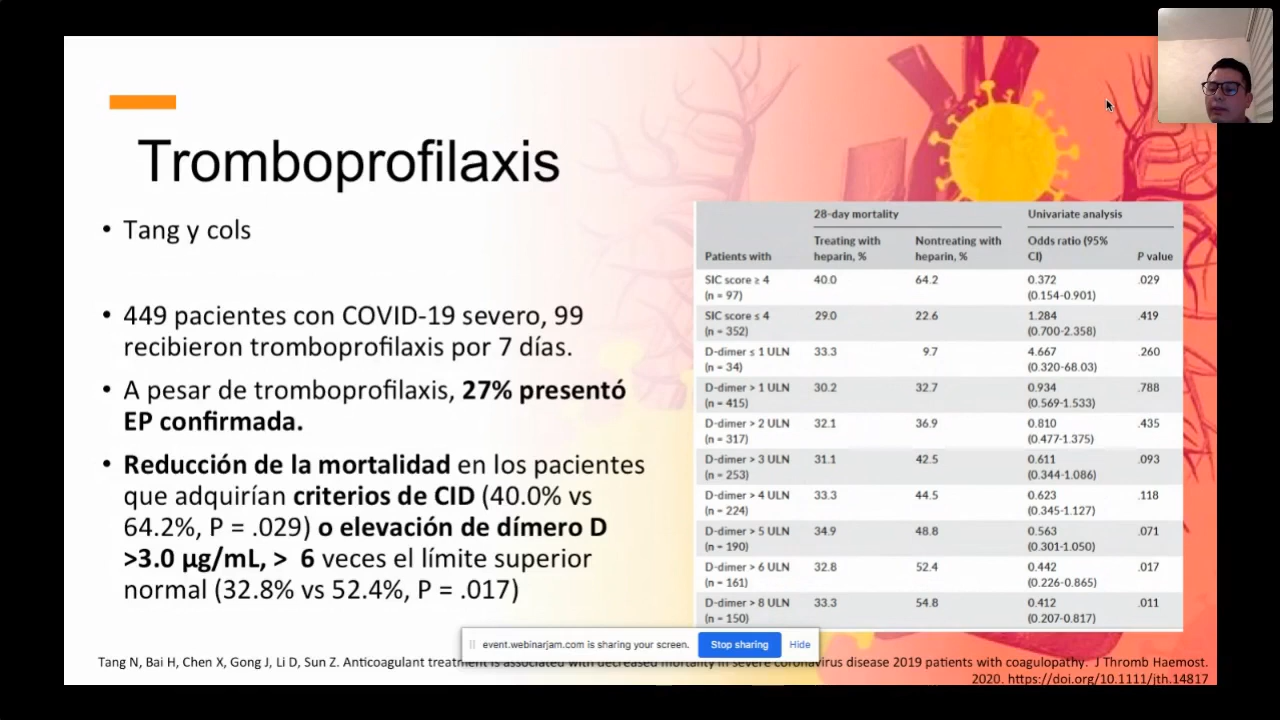 Tromboprofilaxis
• Tang y cols
• 449 pacientes con COVID-19 severo, 99
recibieron tromboprofilaxis por 7 días.
• A pesar de tromboprofilaxis, 27% presentó
EP confirmada.
• Reducción de la mortalidad en los pacientes
que adquirían criterios de CID (40.0% vs
64.2%, P = .029) o elevación de dímero D
>3.0 μg/mL, > 6 veces el límite superior
normal (32.8% vs 52.4%, P = .017)
28-day mortality Univariate analysis
Treating with Nontreating with Odds ratio (95%
Patients with heparin, % heparin, % CI) P value
SIC score ≥ 4 40.0 64.2 0.372 .029
(n = 97) (0.154-0.901)
SIC score ≤ 4 29.0 22.6 1.284 .419
(n = 352) (0.700-2.358)
D-dimer ≤ 1 ULN 33.3 9.7 4.667 .260
(n = 34) (0.320-68.03)
D-dimer > 1 ULN 30.2 32.7 0.934 .788
(n = 415) (0.569-1.533)
D-dimer > 2 ULN 32.1 36.9 0.810 .435
(n = 317) (0.477-1.375)
D-dimer > 3 ULN 31.1 42.5 0.611 .093
(n = 253) (0.344-1.086)
D-dimer > 4 ULN 33.3 44.5 0.623 .118
(n = 224) (0.345-1.127)
D-dimer > 5 ULN 34.9 48.8 0.563 .071
(n = 190) (0.301-1.050)
D-dimer > 6 ULN 32.8 52.4 0.442 .017
(n = 161) (0.226-0.865)
D-dimer > 8 ULN 33.3 54.8 0.412 .011
(n = 150) (0.207-0.817)
event.webinarjam.com is sharing your screen. Stop sharing Hide
Tang N, Bai H, Chen X, Gong J, Li D, Sun Z. Anticoagulant treatment is associated with decreased mortality in severe coronavirus disease 2019 patients with coagulopathy. J Thromb Haemost.
2020. https://doi.org/10.1111/jth.14817